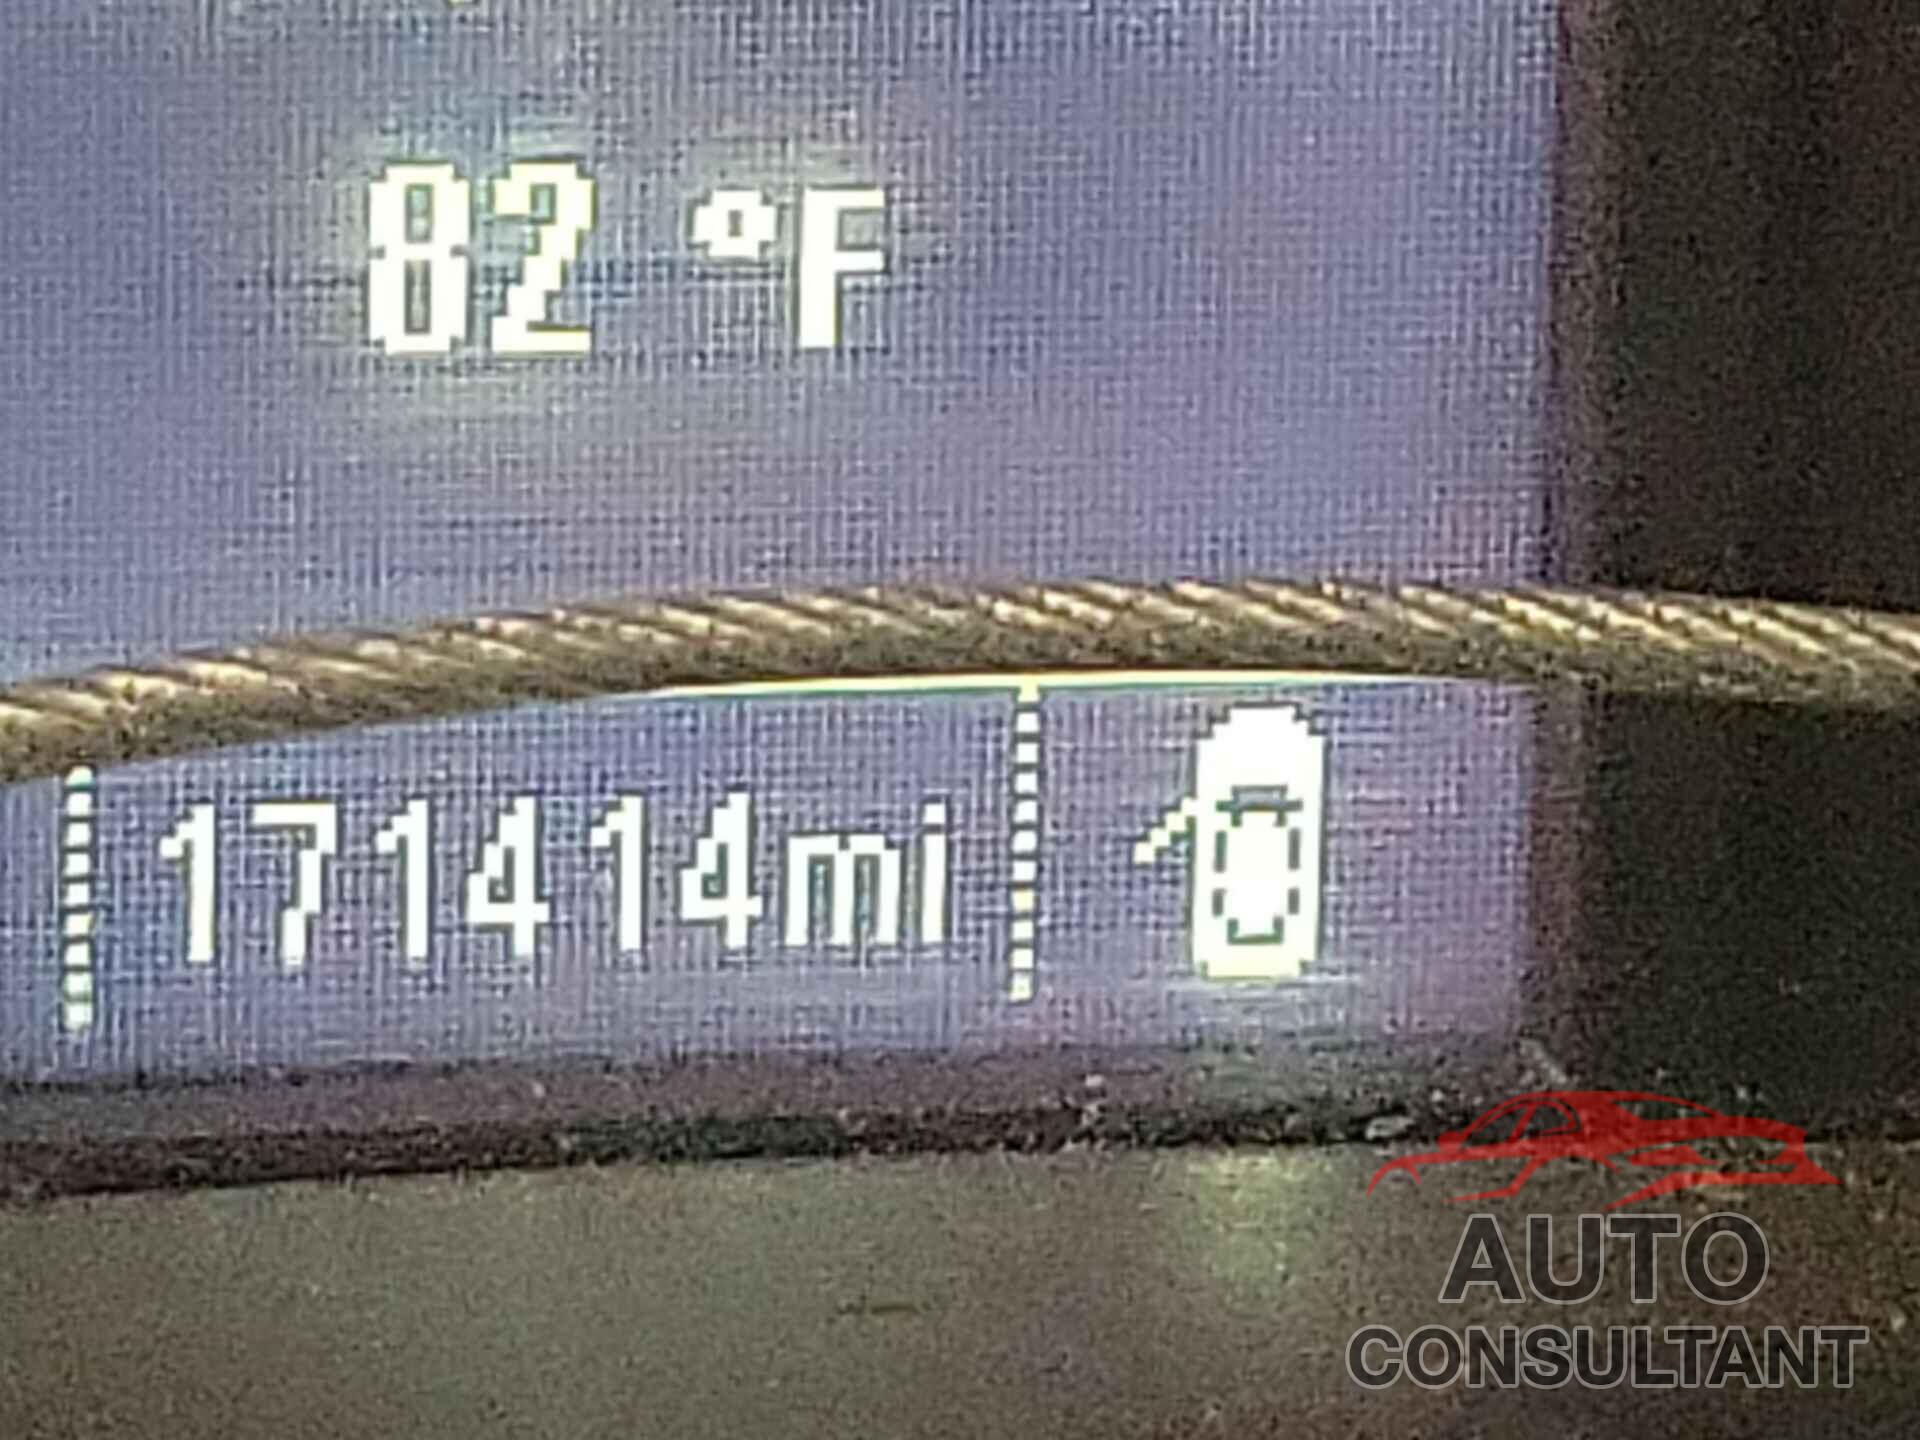 82 °F
171414mi
AUTO
CONSULTANT